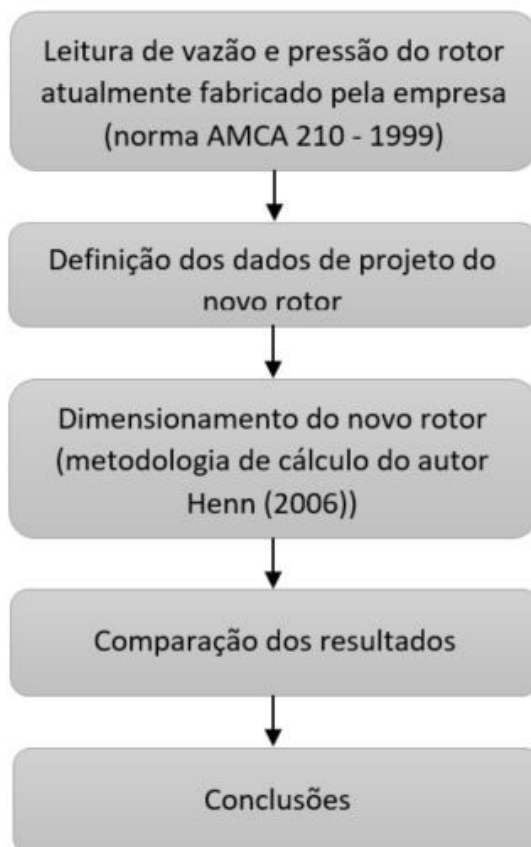 Leitura de vazão e pressão do rotor
atualmente fabricado pela empresa
(norma AMCA 210 - 1999)
Definição dos dados de projeto do
novo rotor
Dimensionamento do novo rotor
(metodologia de cálculo do autor
Henn (2006))
Comparação dos resultados
Conclusões